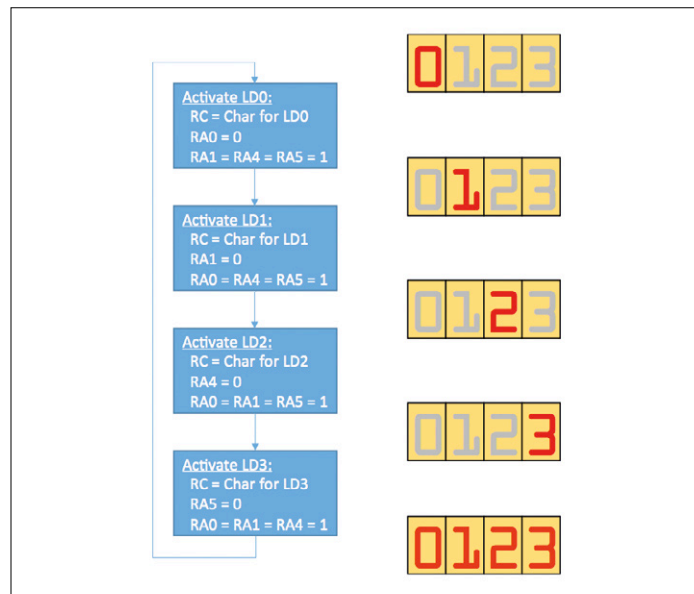 Activate LD0:
RC = Char for LD0
RA0 = 0
RA1 = RA4 = RA5 = 1
0123
Activate LD1:
RC = Char for LD1
RA1 = 0
RA0 = RA4 = RA5 = 1
0123
Activate LD2:
RC = Char for LD2
RA4 = 0
RA0 = RA1 = RA5 = 1
0123
Activate LD3:
RC = Char for LD3
RA5 = 0
RA0 = RA1 = RA4 = 1
0123
0123